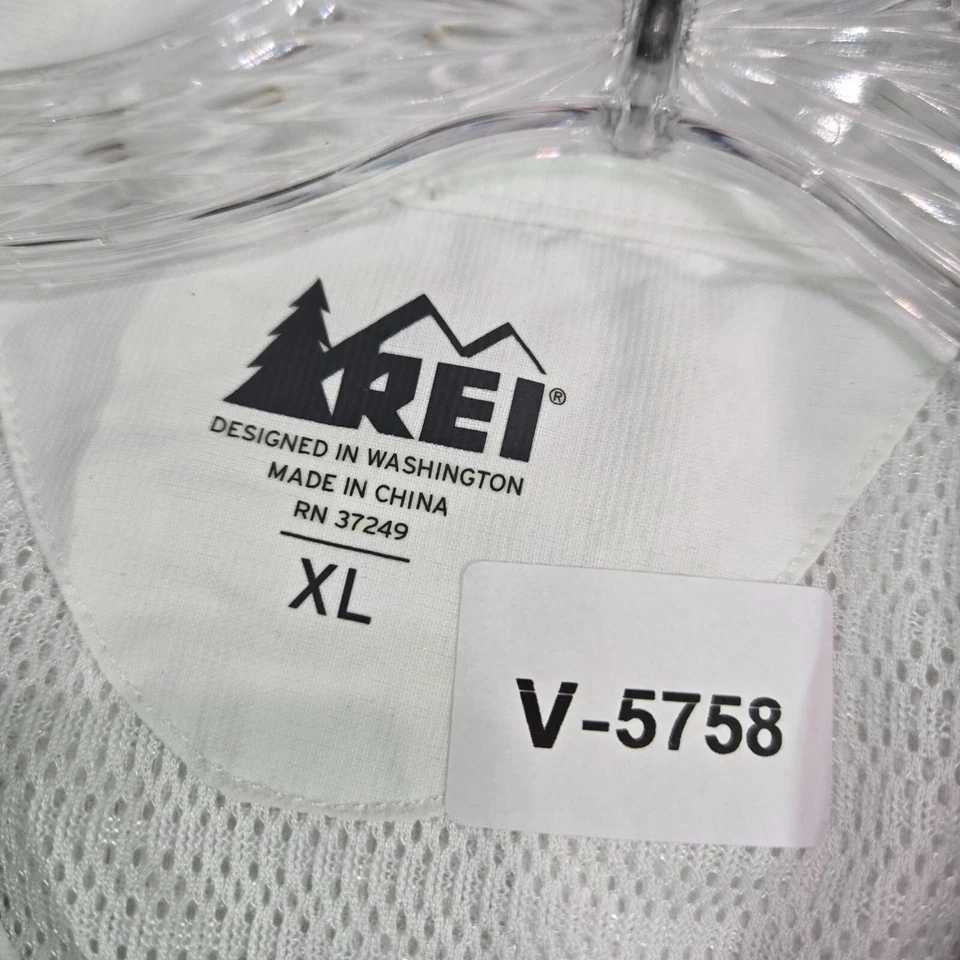 REI®
DESIGNED IN WASHINGTON
MADE IN CHINA
RN 37249
XL
V-5758